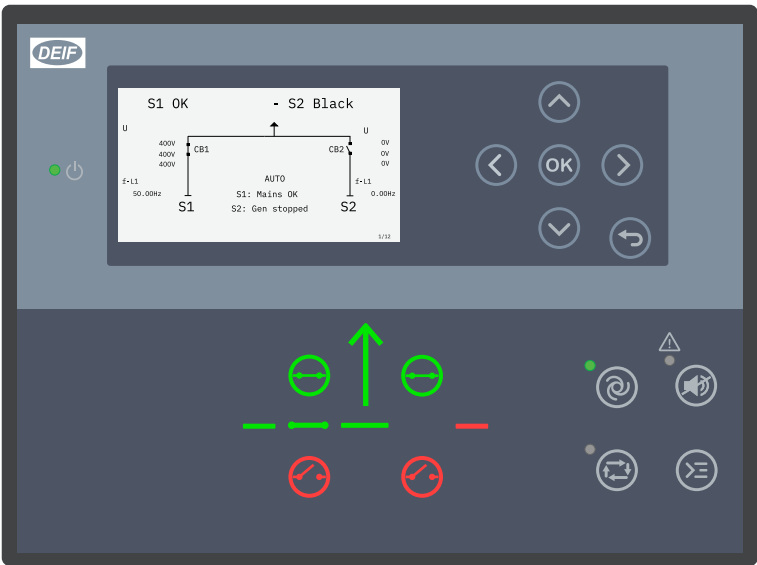 DEIF
S1 OK - S2 Black
U U
400V CB1 CB2 0V
400V 0V
400V 0V
f-L1 AUTO f-L1
50.00Hz S1: Mains OK 0.00Hz
S1 S2: Gen stopped S2
1/12
OK